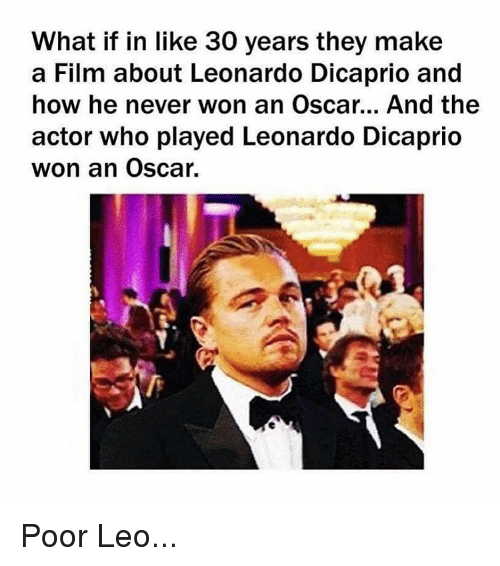 What if in like 30 years they make
a Film about Leonardo Dicaprio and
how he never won an Oscar... And the
actor who played Leonardo Dicaprio
won an Oscar.
Poor Leo...